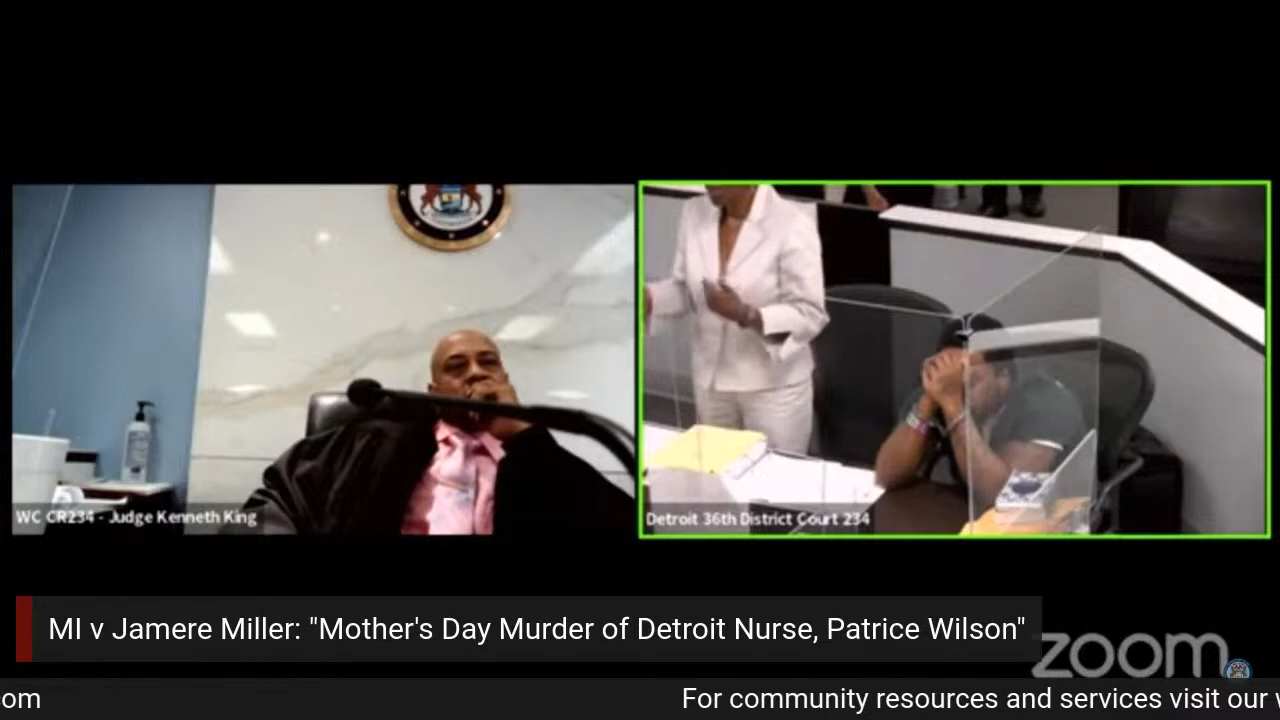 WC CR234 - Judge Kenneth King
Detroit 36th District Court 234
MI v Jamere Miller: "Mother's Day Murder of Detroit Nurse, Patrice Wilson"
zoom
om
For community resources and services visit our